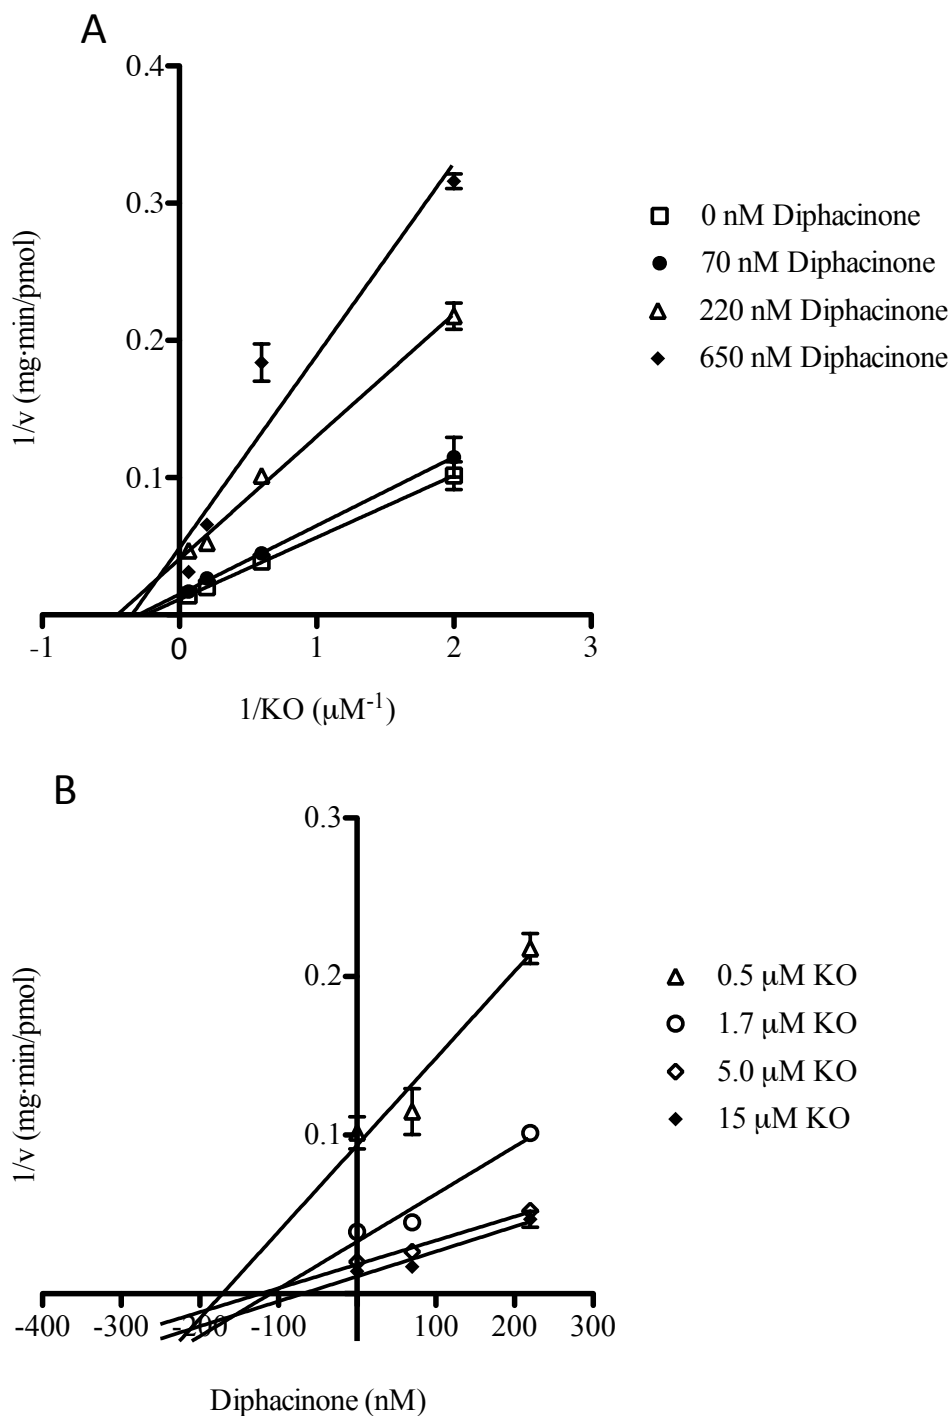 A
0.4
0.3
0.2
0.1
-1
0
1
2
3
1/v (mg·min/pmol)
1/KO (μM-1)
0 nM Diphacinone
70 nM Diphacinone
220 nM Diphacinone
650 nM Diphacinone
B
0.3
0.2
0.1
-400
-300
-200
-100
100
200
300
1/v (mg·min/pmol)
Diphacinone (nM)
0.5 μM KO
1.7 μM KO
5.0 μM KO
15 μM KO